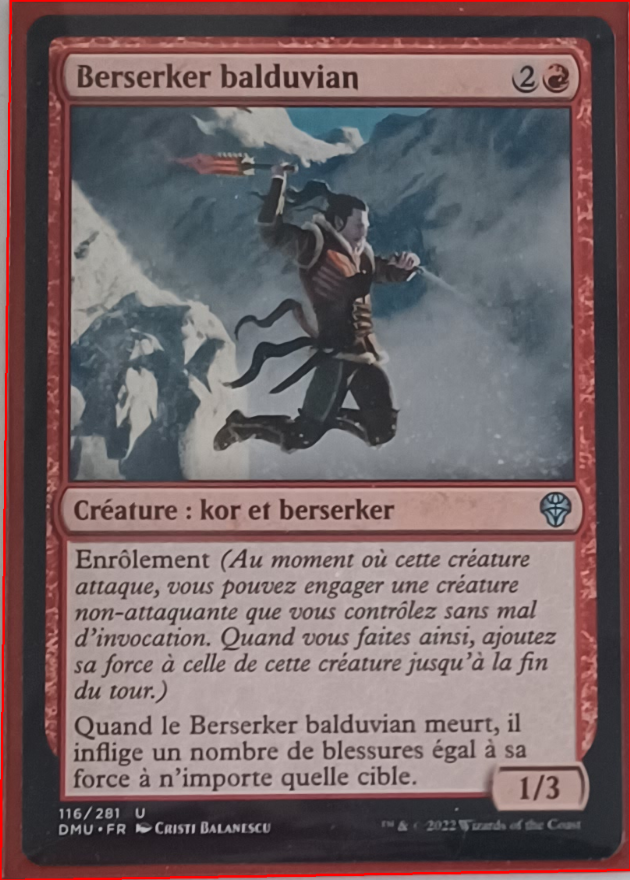 Berserker balduvian 2
Créature : kor et berserker
Enrôlement (Au moment où cette créature
attaque, vous pouvez engager une créature
non-attaquante que vous contrôlez sans mal
d'invocation. Quand vous faites ainsi, ajoutez
sa force à celle de cette créature jusqu'à la fin
du tour.)
Quand le Berserker balduvian meurt, il
inflige un nombre de blessures égal à sa
force à n'importe quelle cible.
1/3
116/281 U
DMU • FR Cristi Balanescu
™ & © 2022 Wizards of the Coast